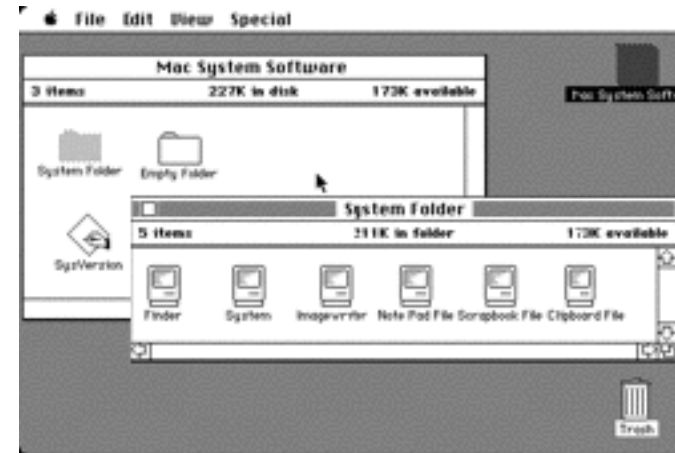 File Edit View Special
Mac System Software
3 items 227K in disk 173K available
Mac System Soft
System Folder Empty Folder
System Folder
5 items 211K in folder 173K available
SysVersion
Finder System Imagewriter Note Pad File Scrapbook File Clipboard File
Trash